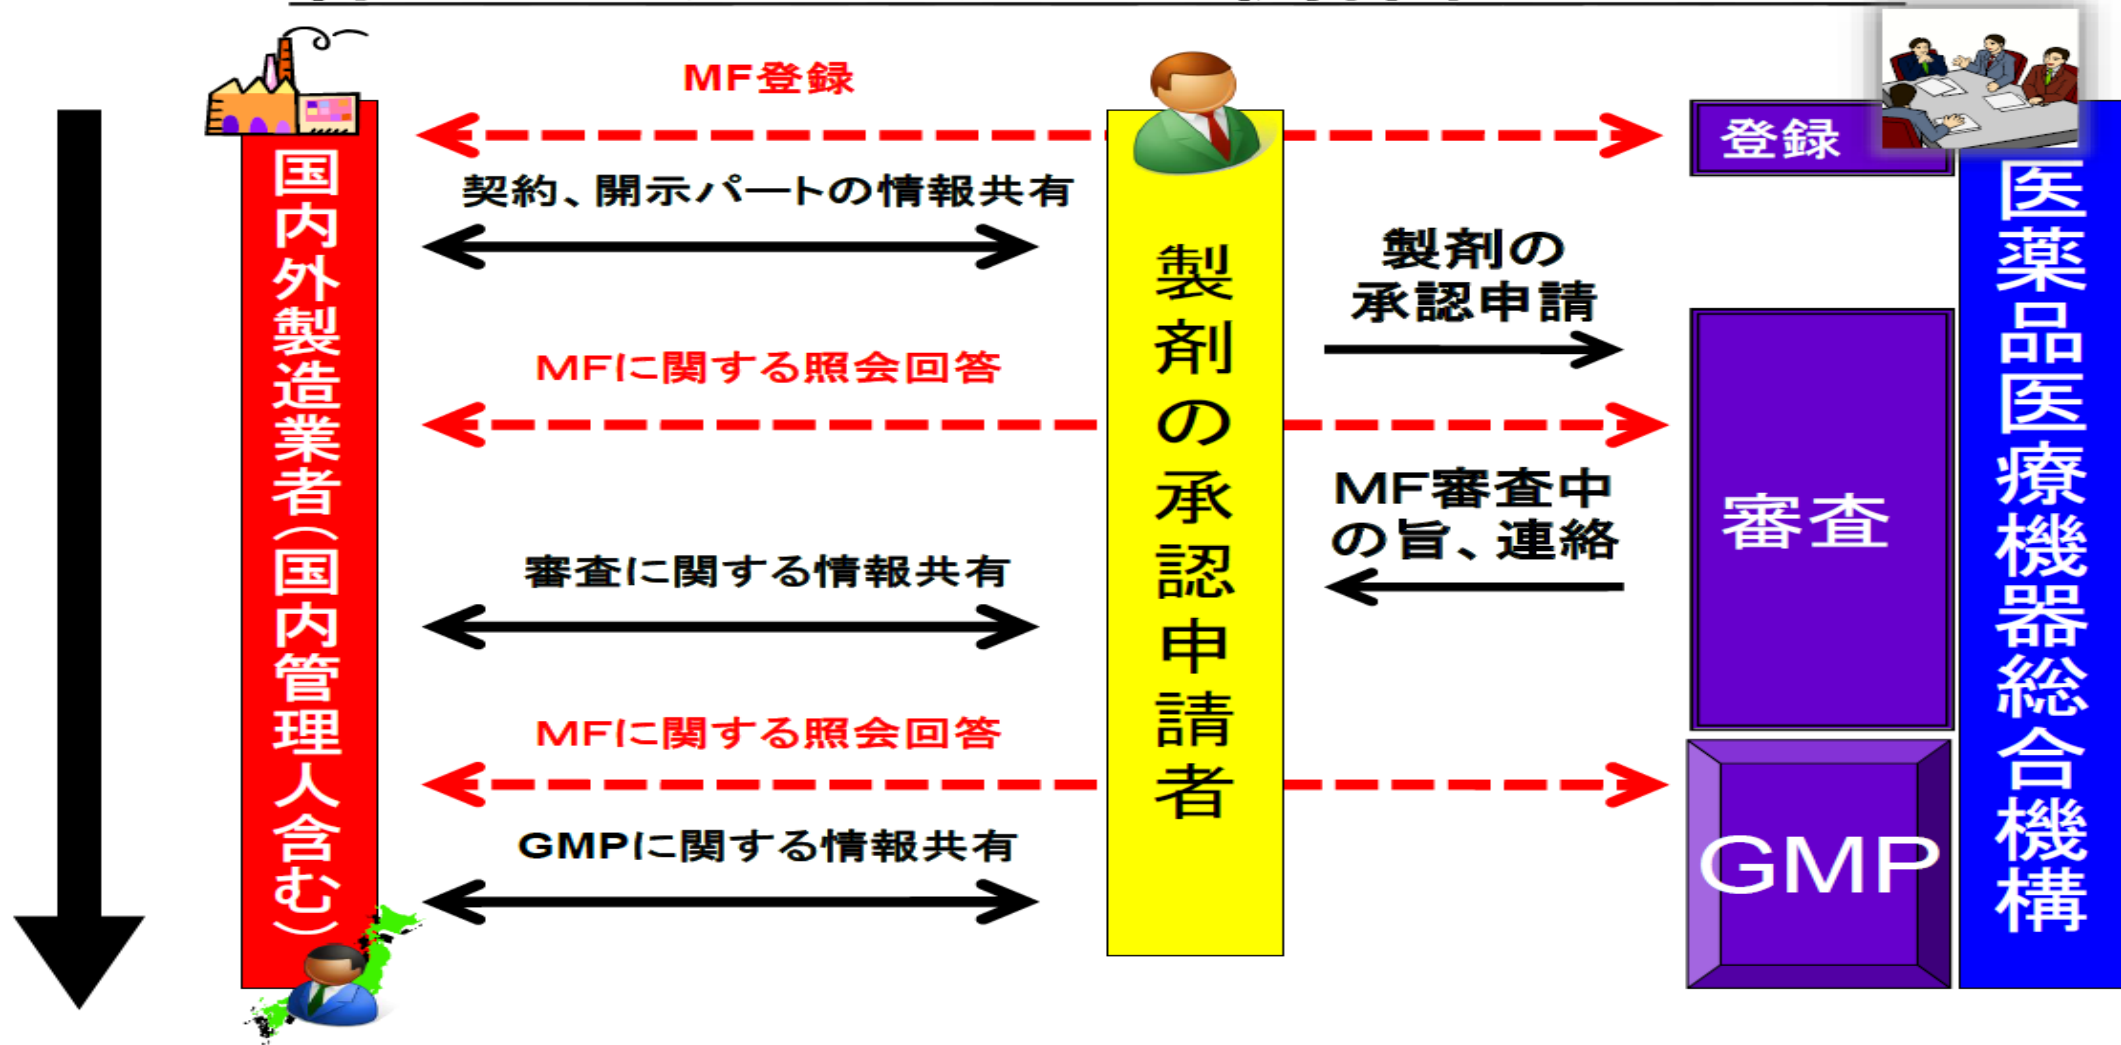 MF登録
登録
契約、開示パートの情報共有
製剤の
承認申請
MFに関する照会回答
MF審査中
の旨、連絡
審査
審査に関する情報共有
MFに関する照会回答
GMPに関する情報共有
GMP
国内外製造業者(国内管理人含む)
製剤の承認申請者
医薬品医療機器総合機構